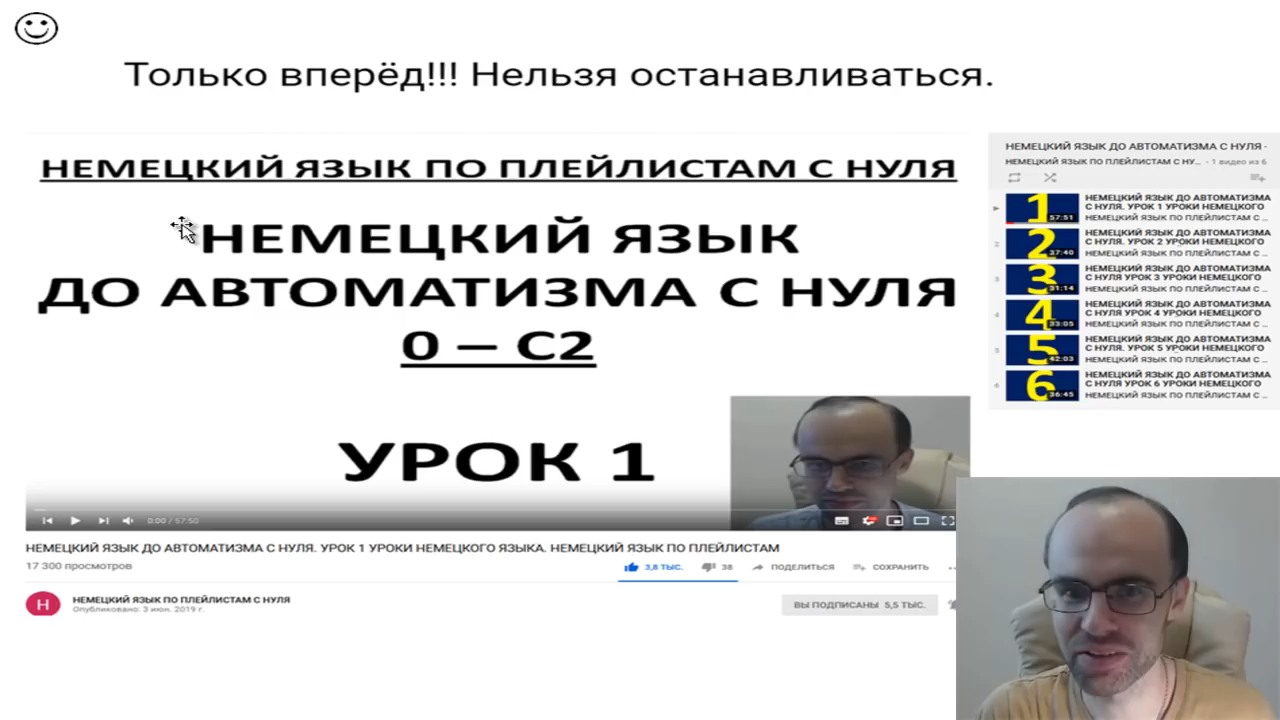 Только вперёд!!! Нельзя останавливаться.
НЕМЕЦКИЙ ЯЗЫК ПО ПЛЕЙЛИСТАМ С НУЛЯ
НЕМЕЦКИЙ ЯЗЫК
ДО АВТОМАТИЗМА С НУЛЯ
0 – C2
УРОК 1
0:00 / 57:50
НЕМЕЦКИЙ ЯЗЫК ДО АВТОМАТИЗМА С НУЛЯ. УРОК 1 УРОКИ НЕМЕЦКОГО ЯЗЫКА. НЕМЕЦКИЙ ЯЗЫК ПО ПЛЕЙЛИСТАМ
17 300 просмотров
3,8 ТЫС. 38 ПОДЕЛИТЬСЯ СОХРАНИТЬ ...
Н
НЕМЕЦКИЙ ЯЗЫК ПО ПЛЕЙЛИСТАМ С НУЛЯ
Опубликовано: 3 июн. 2019 г.
ВЫ ПОДПИСАНЫ 5,5 ТЫС.
НЕМЕЦКИЙ ЯЗЫК ДО АВТОМАТИЗМА С НУЛЯ -
НЕМЕЦКИЙ ЯЗЫК ПО ПЛЕЙЛИСТАМ С НУ... - 1 видео из 6
1
57:51
НЕМЕЦКИЙ ЯЗЫК ДО АВТОМАТИЗМА
С НУЛЯ. УРОК 1 УРОКИ НЕМЕЦКОГО
НЕМЕЦКИЙ ЯЗЫК ПО ПЛЕЙЛИСТАМ С ...
2
2
37:40
НЕМЕЦКИЙ ЯЗЫК ДО АВТОМАТИЗМА
С НУЛЯ. УРОК 2 УРОКИ НЕМЕЦКОГО
НЕМЕЦКИЙ ЯЗЫК ПО ПЛЕЙЛИСТАМ С ...
3
3
31:14
НЕМЕЦКИЙ ЯЗЫК ДО АВТОМАТИЗМА
С НУЛЯ УРОК 3 УРОКИ НЕМЕЦКОГО
НЕМЕЦКИЙ ЯЗЫК ПО ПЛЕЙЛИСТАМ С ...
4
4
33:05
НЕМЕЦКИЙ ЯЗЫК ДО АВТОМАТИЗМА
С НУЛЯ УРОК 4 УРОКИ НЕМЕЦКОГО
НЕМЕЦКИЙ ЯЗЫК ПО ПЛЕЙЛИСТАМ С ...
5
5
42:03
НЕМЕЦКИЙ ЯЗЫК ДО АВТОМАТИЗМА
С НУЛЯ. УРОК 5 УРОКИ НЕМЕЦКОГО
НЕМЕЦКИЙ ЯЗЫК ПО ПЛЕЙЛИСТАМ С ...
6
6
36:45
НЕМЕЦКИЙ ЯЗЫК ДО АВТОМАТИЗМА
С НУЛЯ УРОК 6 УРОКИ НЕМЕЦКОГО
НЕМЕЦКИЙ ЯЗЫК ПО ПЛЕЙЛИСТАМ С ...